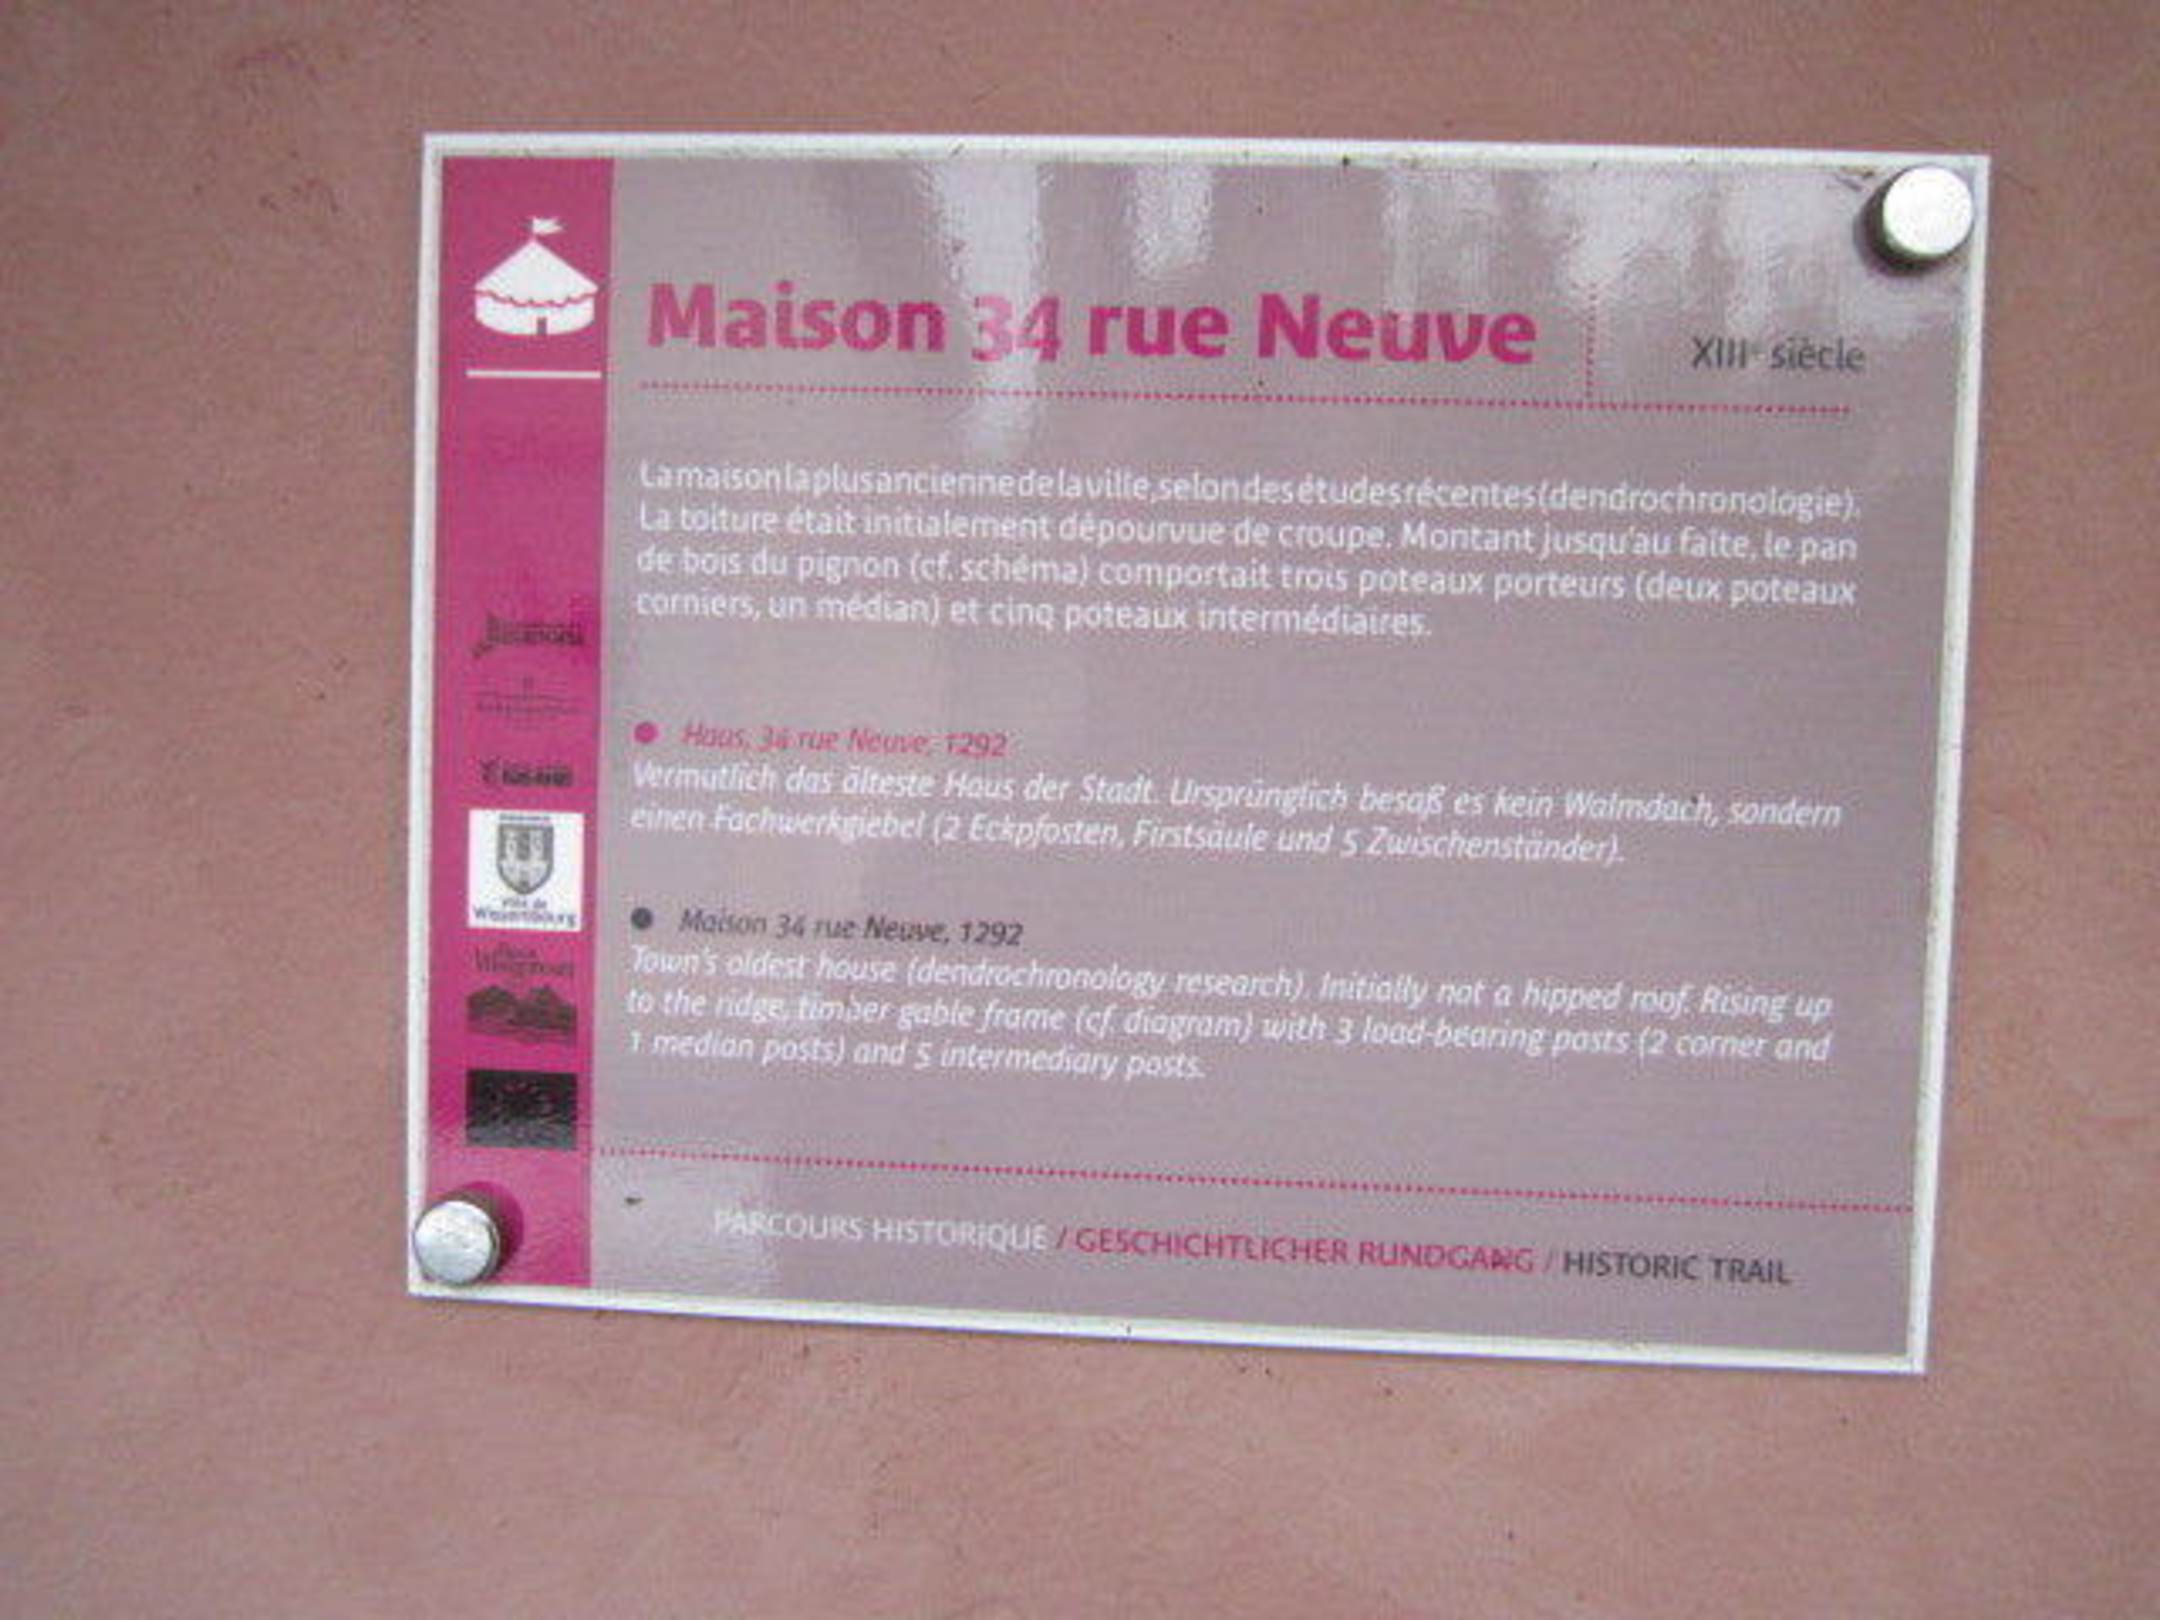 Maison 34 rue Neuve
XIIIe siècle
La maison la plus ancienne de la ville, selon des études récentes (dendrochronologie).
La toiture était initialement dépourvue de croupe. Montant jusqu'au faîte, le pan
de bois du pignon (cf. schéma) comportait trois poteaux porteurs (deux poteaux
corniers, un médian) et cinq poteaux intermédiaires.
Haus, 34 rue Neuve, 1292
Vermutlich das älteste Haus der Stadt. Ursprünglich besaß es kein Walmdach, sondern
einen Fachwerkgiebel (2 Eckpfosten, Firstsäule und 5 Zwischenständer).
Maison 34 rue Neuve, 1292
Town's oldest house (dendrochronology research). Initially not a hipped roof. Rising up
to the ridge, timber gable frame (cf. diagram) with 3 load-bearing posts (2 corner and
1 median posts) and 5 intermediary posts.
Ville de
Wissembourg
PARCOURS HISTORIQUE / GESCHICHTLICHER RUNDGANG / HISTORIC TRAIL